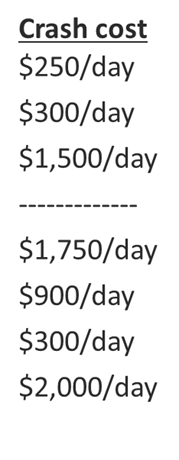 Crash cost
$250/day
$300/day
$1,500/day
-------------
$1,750/day
$900/day
$300/day
$2,000/day